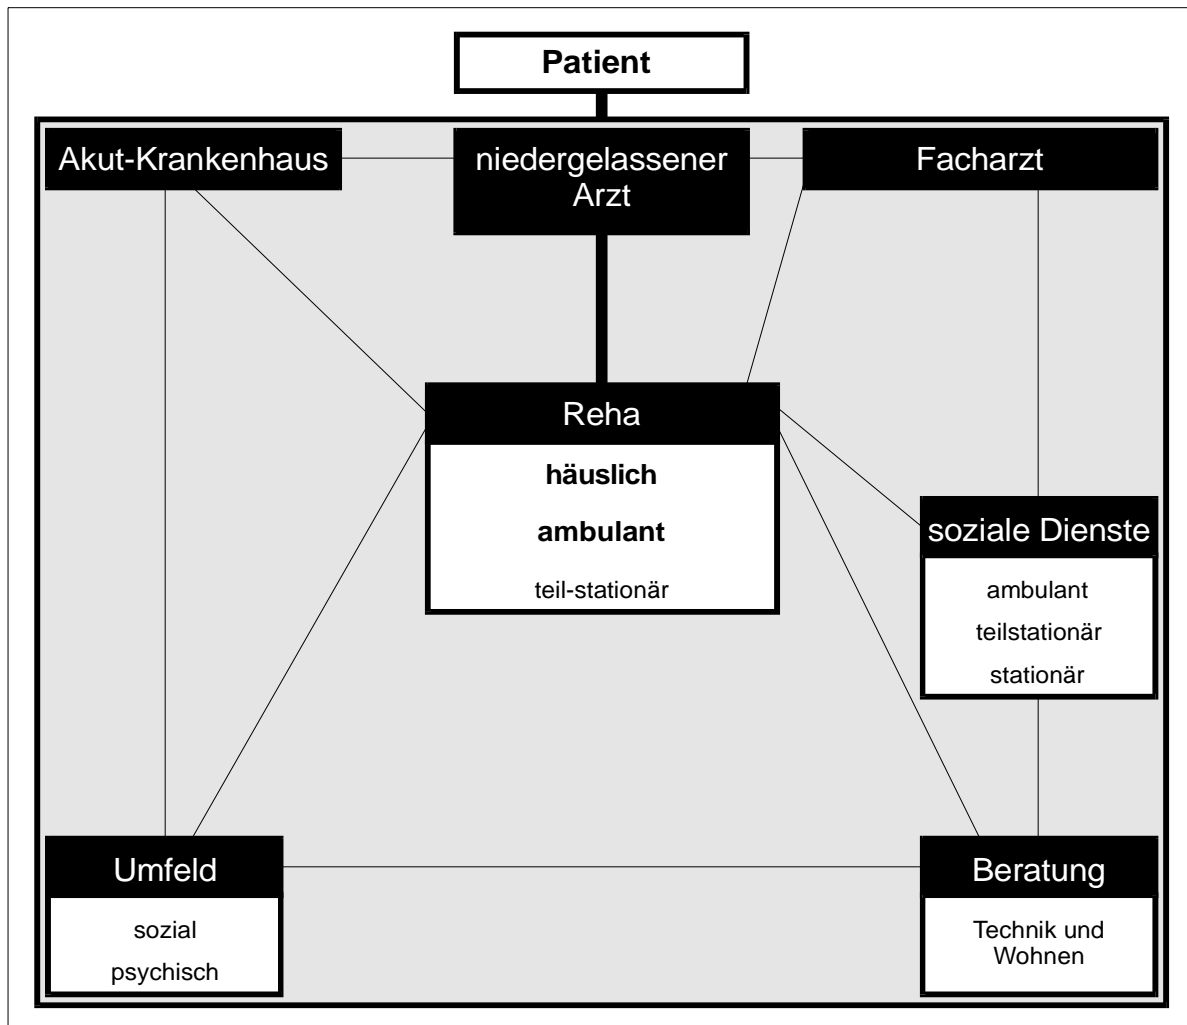 Patient
Akut-Krankenhaus
niedergelassener
Arzt
Facharzt
Reha
häuslich
ambulant
teil-stationär
soziale Dienste
ambulant
teilstationär
stationär
Umfeld
sozial
psychisch
Beratung
Technik und
Wohnen